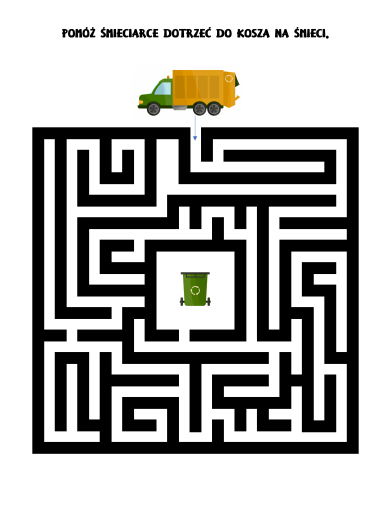 POMÓŻ ŚMIECIARCE DOTRZEĆ DO KOSZA NA ŚMIECI.